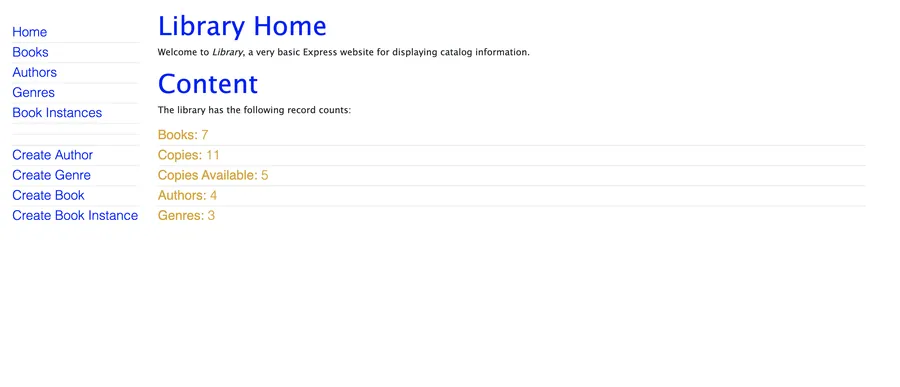 Home
Books
Authors
Genres
Book Instances
Create Author
Create Genre
Create Book
Create Book Instance
Library Home
Welcome to Library, a very basic Express website for displaying catalog information.
Content
The library has the following record counts:
Books: 7
Copies: 11
Copies Available: 5
Authors: 4
Genres: 3